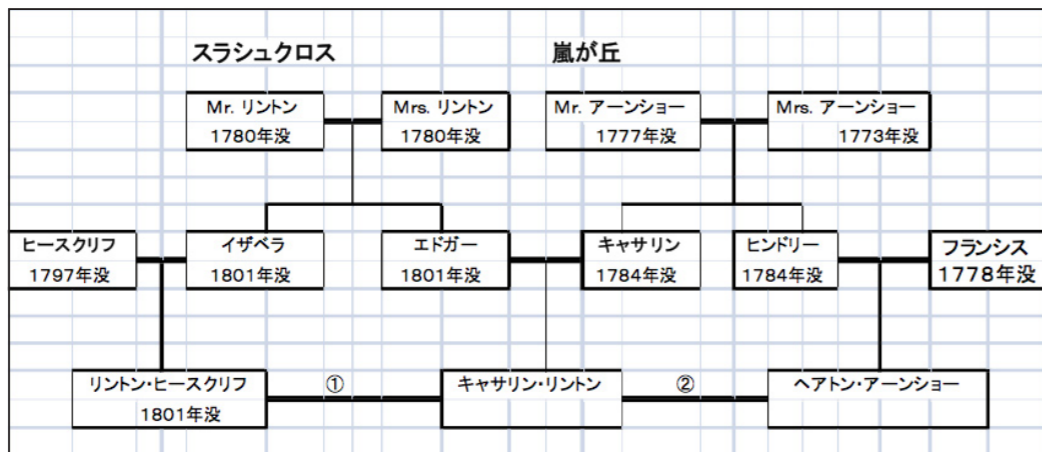 スラシュクロス
嵐が丘
Mr. リントン
1780年没
Mrs. リントン
1780年没
Mr. アーンショー
1777年没
Mrs. アーンショー
1773年没
ヒースクリフ
1797年没
イザベラ
1801年没
エドガー
1801年没
キャサリン
1784年没
ヒンドリー
1784年没
フランシス
1778年没
リントン・ヒースクリフ
1801年没
①
キャサリン・リントン
②
ヘアトン・アーンショー